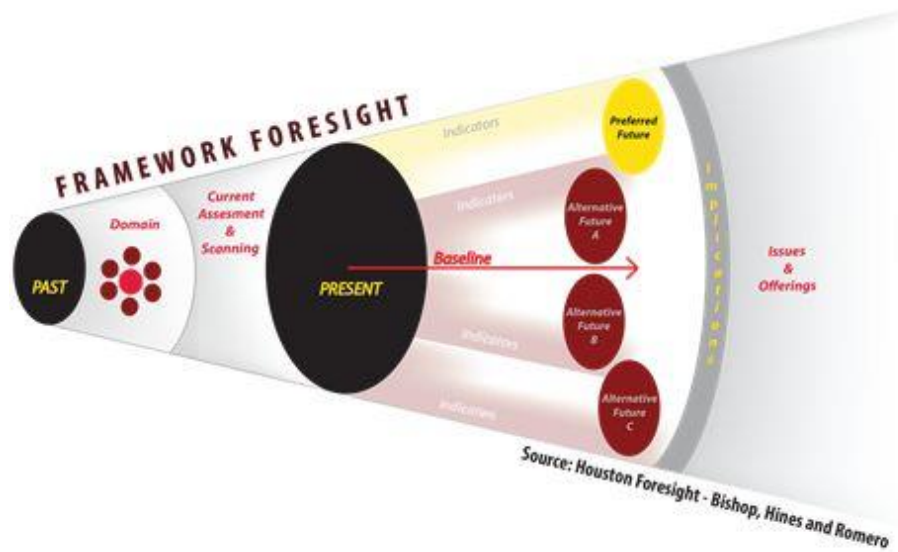 FRAMEWORK FORESIGHT
PAST
Domain
Current
Assesment
&
Scanning
PRESENT
Indicators
Preferred
Future
Indicators
Alternative
Future
A
Baseline
Alternative
Future
B
Indicators
Alternative
Future
C
Indicaties
Implications
Issues
&
Offerings
Source: Houston Foresight - Bishop, Hines and Romero